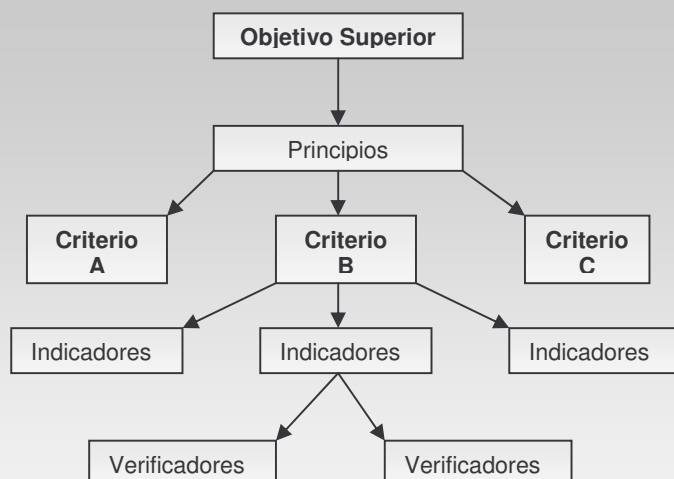 Objetivo Superior
Principios
Criterio
A
Criterio
B
Criterio
C
Indicadores
Indicadores
Indicadores
Verificadores
Verificadores